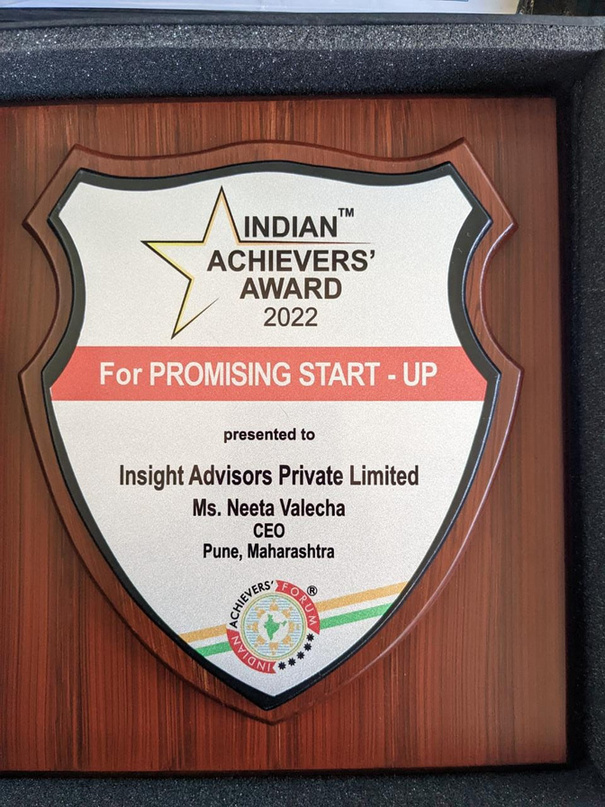 INDIAN™
ACHIEVERS'
AWARD
2022
For PROMISING START - UP
presented to
Insight Advisors Private Limited
Ms. Neeta Valecha
CEO
Pune, Maharashtra
INDIAN ACHIEVERS' FORUM ®